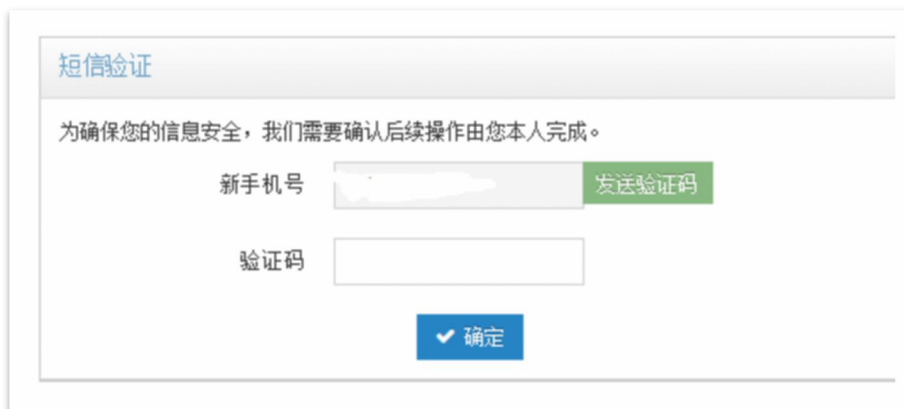 短信验证
为确保您的信息安全，我们需要确认后续操作由您本人完成。
新手机号 发送验证码
验证码
确定